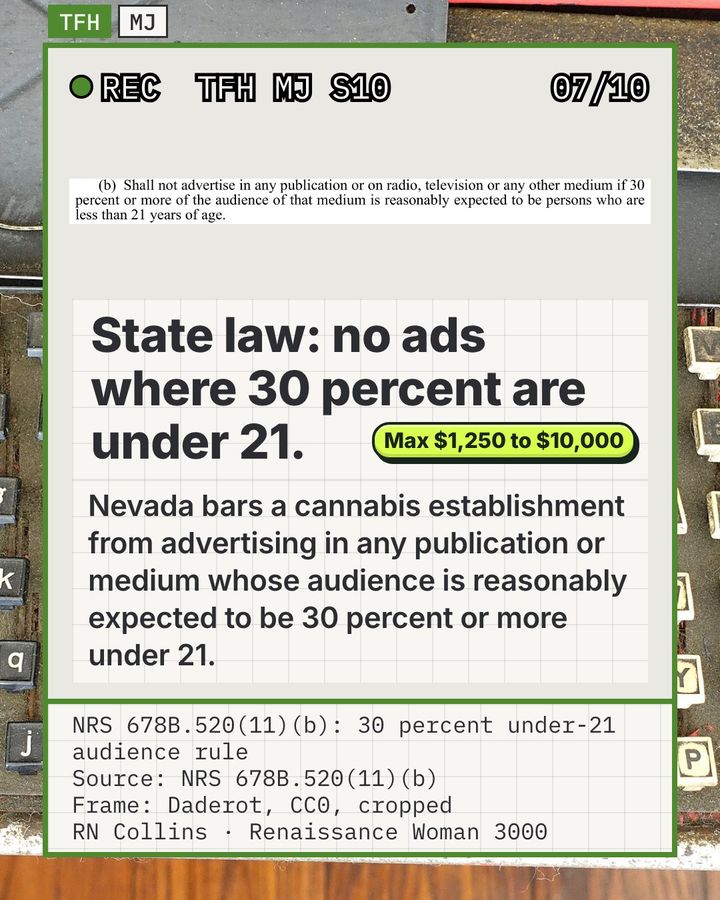 TFH MJ
REC TFH MJ S10 07/10
(b) Shall not advertise in any publication or on radio, television or any other medium if 30
percent or more of the audience of that medium is reasonably expected to be persons who are
less than 21 years of age.
State law: no ads
where 30 percent are
under 21.
Max $1,250 to $10,000
Nevada bars a cannabis establishment
from advertising in any publication or
medium whose audience is reasonably
expected to be 30 percent or more
under 21.
NRS 678B.520(11)(b): 30 percent under-21
audience rule
Source: NRS 678B.520(11)(b)
Frame: Daderot, CC0, cropped
RN Collins · Renaissance Woman 3000
k
q
j
Y
P